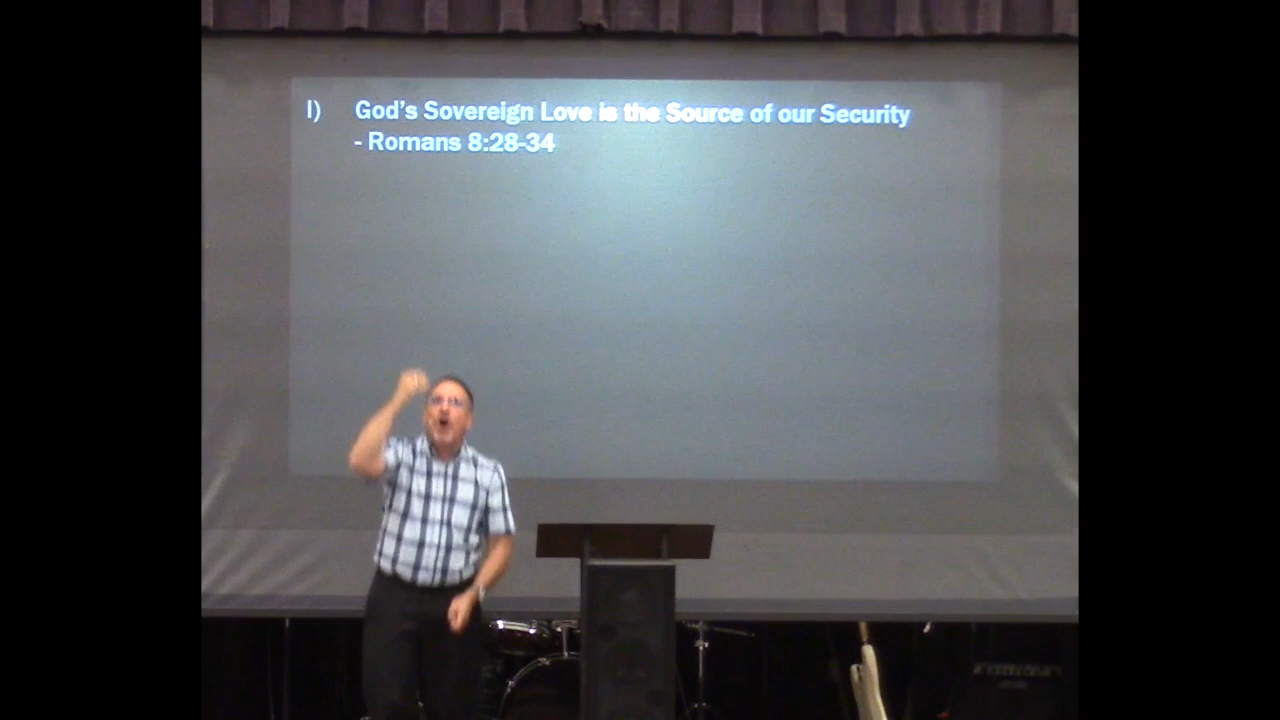 I) God's Sovereign Love is the Source of our Security
- Romans 8:28-34